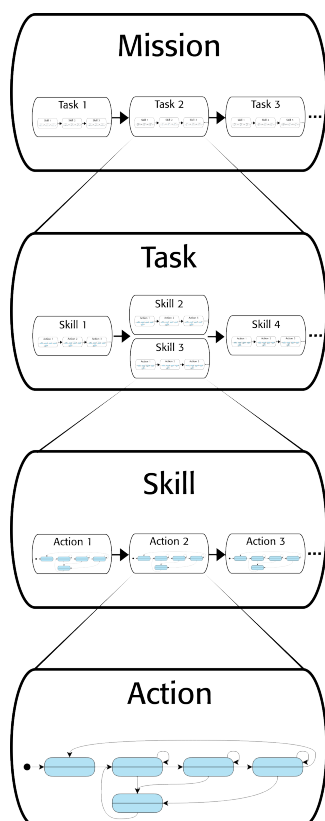 Mission
Task 1 Task 2 Task 3
...
Task
Skill 2
Skill 1 Skill 4
...
Skill 3
Skill
Action 1 Action 2 Action 3
...
Action